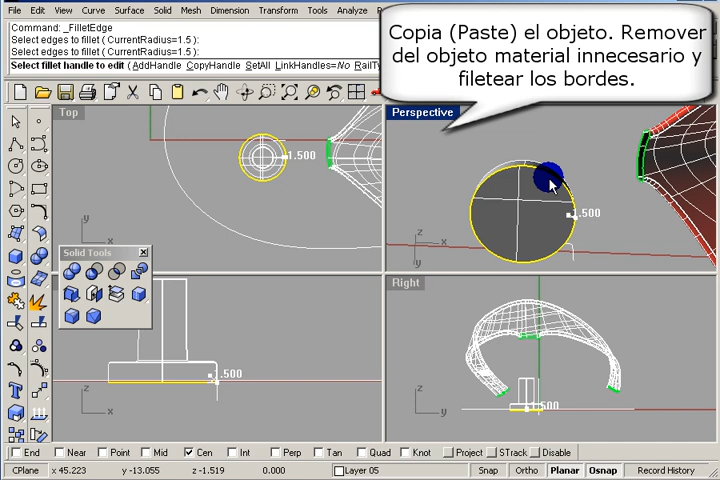 File Edit View Curve Surface Solid Mesh Dimension Transform Tools Analyze
Command: _FilletEdge
Select edges to fillet ( CurrentRadius=1.5 ):
Select edges to fillet ( CurrentRadius=1.5 ):
Select fillet handle to edit ( AddHandle CopyHandle SetAll LinkHandles=No RailTy
Copia (Paste) el objeto. Remover
del objeto material innecesario y
filetear los bordes.
Top
1.500
y
x
Perspective
1.500
z
y
x
Solid Tools
.500
z
x
Right
.500
z
y
End Near Point Mid Cen Int Perp Tan Quad Knot Project STrack Disable
CPlane x 45.223 y -13.055 z -1.519 0.000 Layer 05 Snap Ortho Planar Osnap Record History